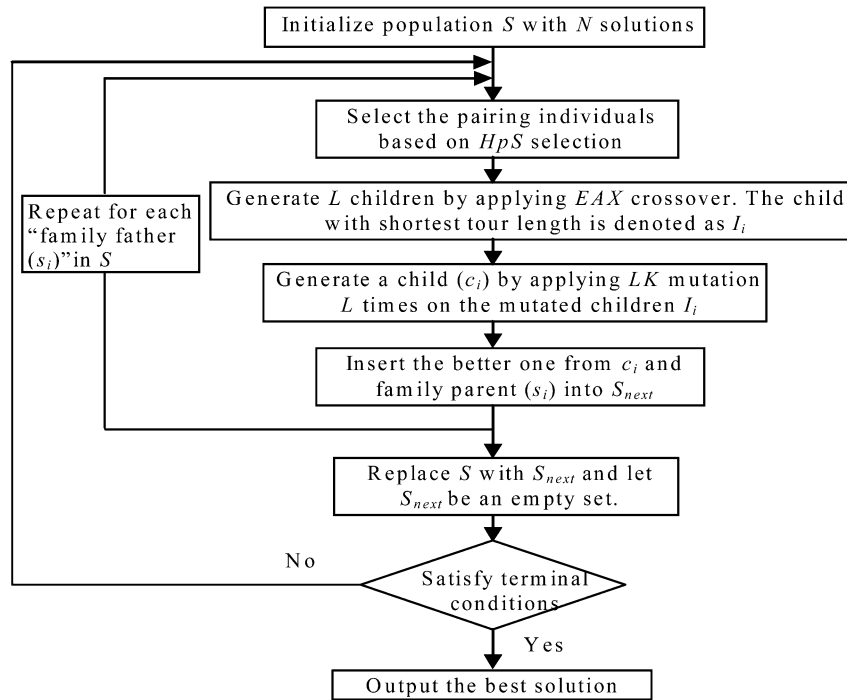 Initialize population S with N solutions
Select the pairing individuals
based on HpS selection
Repeat for each
“family father
(si)”in S
Generate L children by applying EAX crossover. The child
with shortest tour length is denoted as Ii
Generate a child (ci) by applying LK mutation
L times on the mutated children Ii
Insert the better one from ci and
family parent (si) into Snext
Replace S with Snext and let
Snext be an empty set.
No
Satisfy terminal
conditions
Yes
Output the best solution